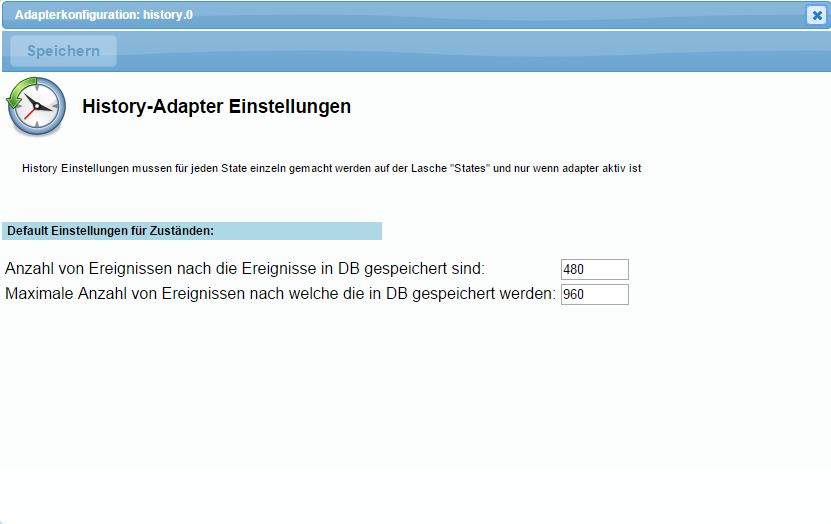 Adapterkonfiguration: history.0
Speichern
History-Adapter Einstellungen
History Einstellungen mussen für jeden State einzeln gemacht werden auf der Lasche "States" und nur wenn adapter aktiv ist
Default Einstellungen für Zuständen:
Anzahl von Ereignissen nach die Ereignisse in DB gespeichert sind: 480
Maximale Anzahl von Ereignissen nach welche die in DB gespeichert werden: 960